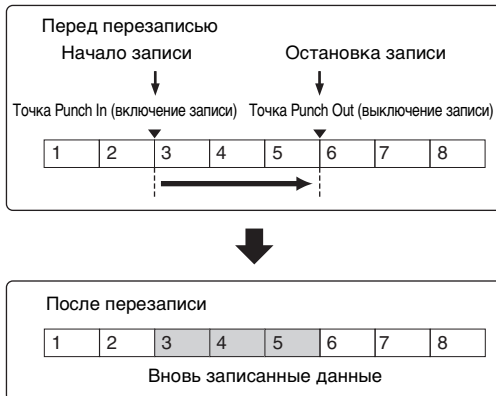 Перед перезаписью
Начало записи Остановка записи
Точка Punch In (включение записи) Точка Punch Out (выключение записи)
1 2 3 4 5 6 7 8
После перезаписи
1 2 3 4 5 6 7 8
Вновь записанные данные